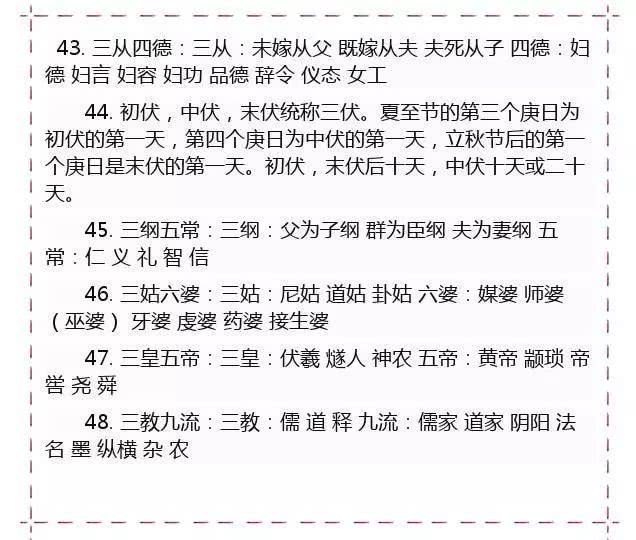 43. 三从四德：三从：未嫁从父 既嫁从夫 夫死从子 四德：妇
德 妇言 妇容 妇功 品德 辞令 仪态 女工
44. 初伏，中伏，末伏统称三伏。夏至节的第三个庚日为
初伏的第一天，第四个庚日为中伏的第一天，立秋节后的第一
个庚日是末伏的第一天。初伏，末伏后十天，中伏十天或二十
天。
45. 三纲五常：三纲：父为子纲 群为臣纲 夫为妻纲 五
常：仁 义 礼 智 信
46. 三姑六婆：三姑：尼姑 道姑 卦姑 六婆：媒婆 师婆
（巫婆） 牙婆 虔婆 药婆 接生婆
47. 三皇五帝：三皇：伏羲 燧人 神农 五帝：黄帝 颛琐 帝
喾 尧 舜
48. 三教九流：三教：儒 道 释 九流：儒家 道家 阴阳 法
名 墨 纵横 杂 农